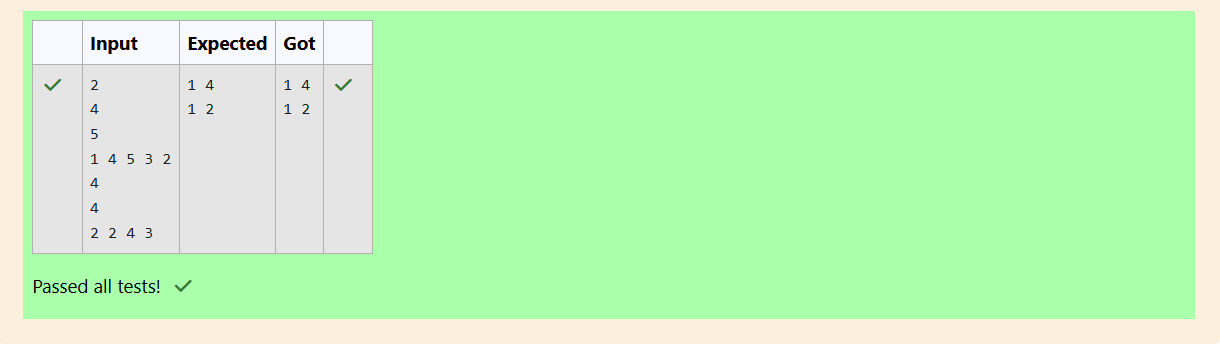 Input Expected Got
2 1 4 1 4
4 1 2 1 2
5
1 4 5 3 2
4
4
2 2 4 3
Passed all tests!